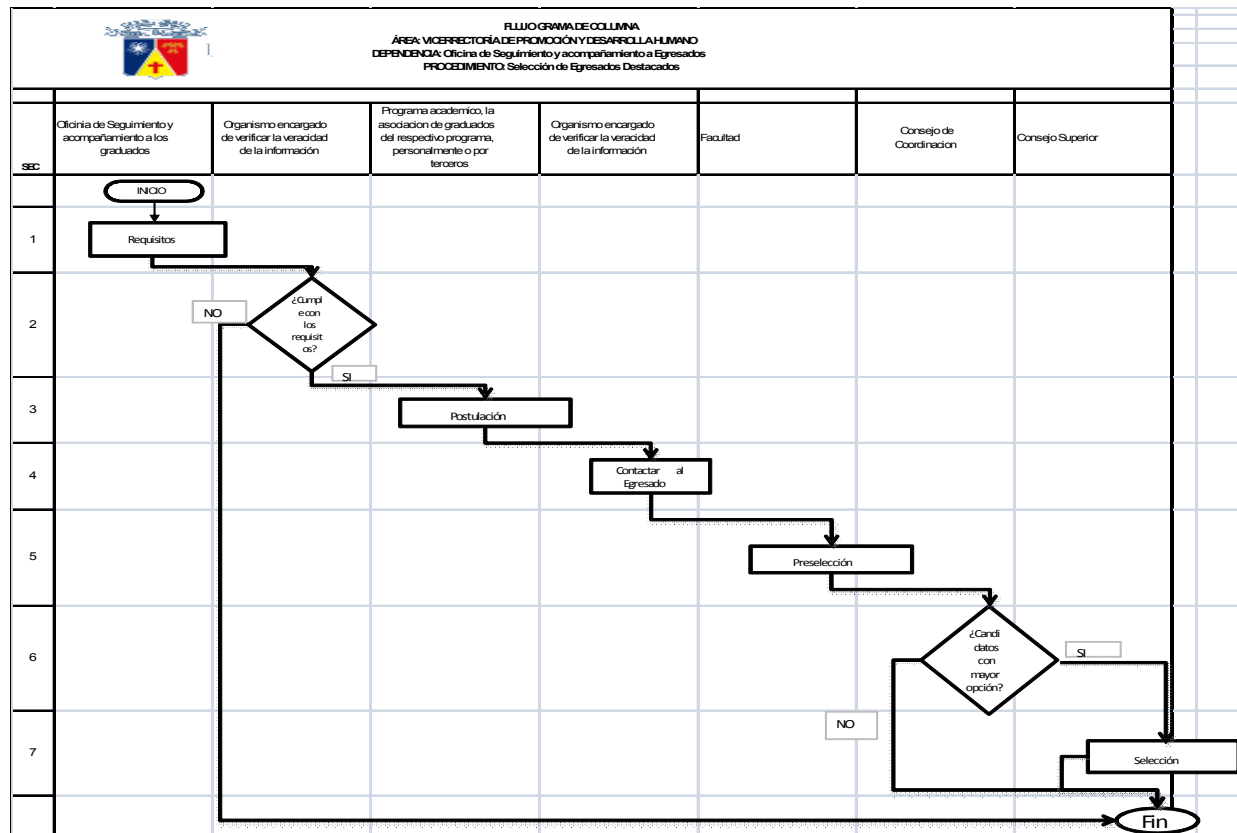 FLUJO GRAMA DE COLUMNA
ÁREA: VICERRECTORÍA DE PROMOCIÓN Y DESARROLLA HUMANO
DEPENDENCIA: Oficina de Seguimiento y acompañamiento a Egresados
PROCEDIMIENTO: Selección de Egresados Destacados
SEC
Oficinia de Seguimiento y
acompañamiento a los
graduados
Organismo encargado
de verificar la veracidad
de la información
Programa academico, la
asociacion de graduados
del respectivo programa,
personalmente o por
terceros
Organismo encargado
de verificar la veracidad
de la información
Facultad
Consejo de
Coordinacion
Consejo Superior
INICIO
1
Requisitos
2
NO
¿Cumpl
e con
los
requisit
os?
SI
3
Postulación
4
Contactar al
Egresado
5
Preselección
6
¿Candi
datos
con
mayor
opción?
SI
NO
7
Selección
Fin